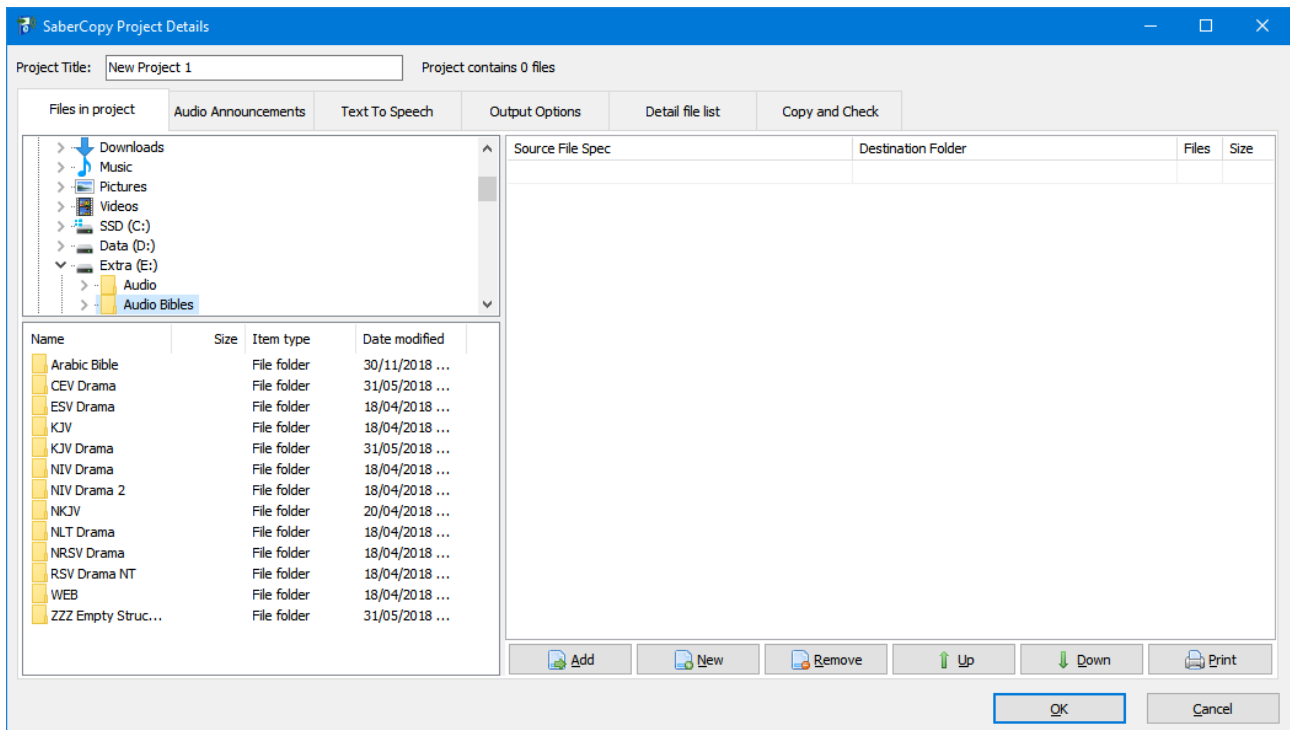 SaberCopy Project Details
Project Title: New Project 1 Project contains 0 files
Files in project Audio Announcements Text To Speech Output Options Detail file list Copy and Check
Downloads
Music
Pictures
Videos
SSD (C:)
Data (D:)
Extra (E:)
Audio
Audio Bibles
Name Size Item type Date modified
Arabic Bible File folder 30/11/2018 ...
CEV Drama File folder 31/05/2018 ...
ESV Drama File folder 18/04/2018 ...
KJV File folder 18/04/2018 ...
KJV Drama File folder 31/05/2018 ...
NIV Drama File folder 18/04/2018 ...
NIV Drama 2 File folder 18/04/2018 ...
NKJV File folder 20/04/2018 ...
NLT Drama File folder 18/04/2018 ...
NRSV Drama File folder 18/04/2018 ...
RSV Drama NT File folder 18/04/2018 ...
WEB File folder 18/04/2018 ...
ZZZ Empty Struc... File folder 31/05/2018 ...
Source File Spec Destination Folder Files Size
Add New Remove Up Down Print
OK Cancel